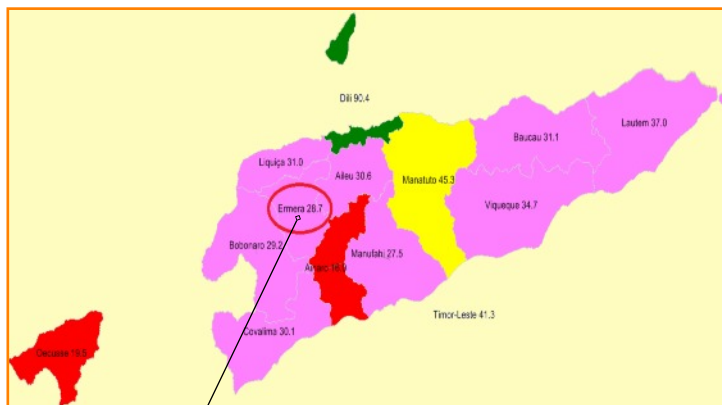 Dili 90.4
Lautem 37.0
Baucau 31.1
Liquiça 31.0
Aileu 30.6
Manatuto 45.3
Viqueque 34.7
Ermera 28.7
Bobonaro 29.2
Manufahi 27.5
Timor-Leste 41.3
Covalima 30.1
Oecusse 19.5